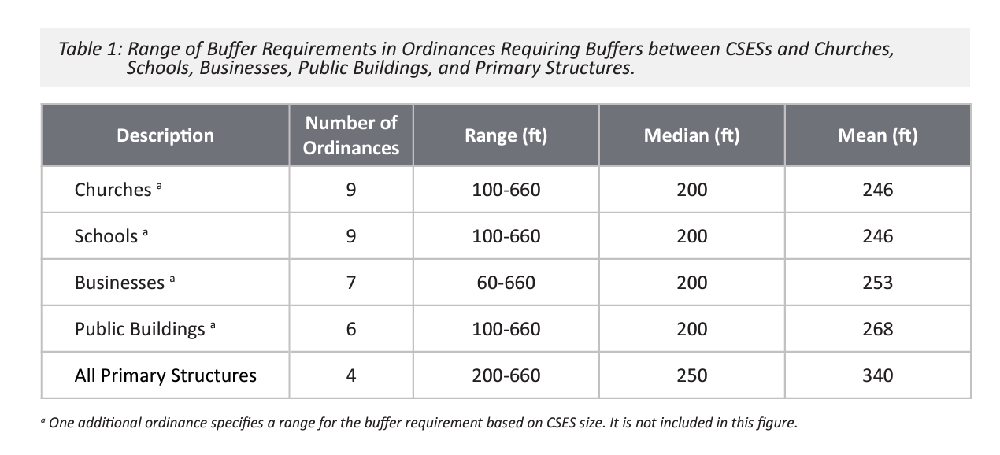 Table 1: Range of Buffer Requirements in Ordinances Requiring Buffers between CSESs and Churches,
Schools, Businesses, Public Buildings, and Primary Structures.
Description Number of Ordinances Range (ft) Median (ft) Mean (ft)
Churches ᵃ 9 100-660 200 246
Schools ᵃ 9 100-660 200 246
Businesses ᵃ 7 60-660 200 253
Public Buildings ᵃ 6 100-660 200 268
All Primary Structures 4 200-660 250 340
ᵃ One additional ordinance specifies a range for the buffer requirement based on CSES size. It is not included in this figure.